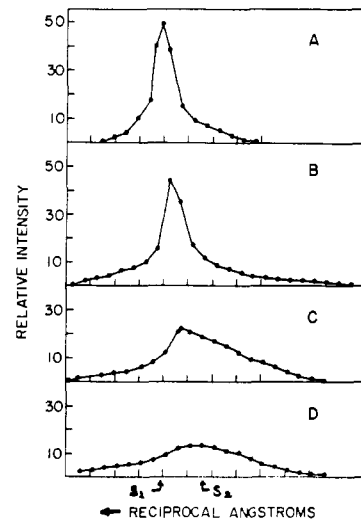 50
A
30
10
50
B
30
10
RELATIVE INTENSITY
30
C
10
30
D
10
S₁ S₂
RECIPROCAL ANGSTROMS